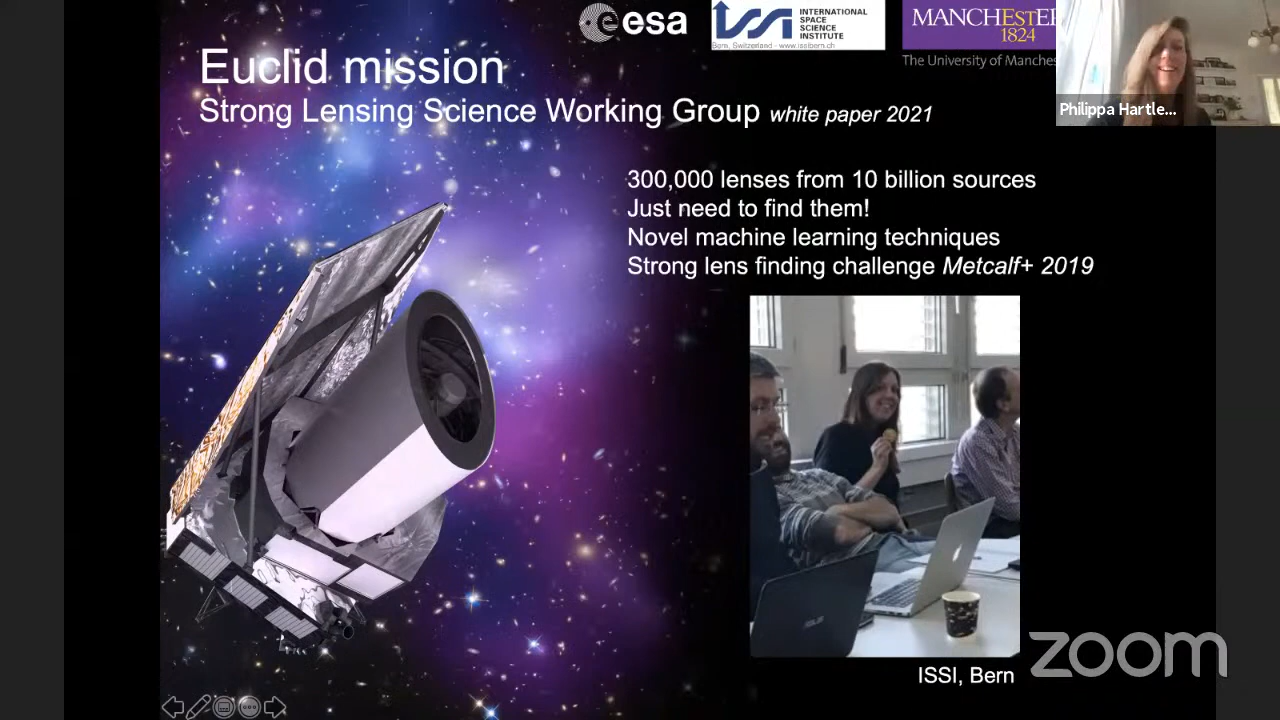 esa
ISSI INTERNATIONAL
SPACE
SCIENCE
INSTITUTE
Bern, Switzerland - www.issibern.ch
MANCHESTER
1824
The University of Manches
Euclid mission
Strong Lensing Science Working Group white paper 2021
Philippa Hartle...
300,000 lenses from 10 billion sources
Just need to find them!
Novel machine learning techniques
Strong lens finding challenge Metcalf+ 2019
ASUS
ISSI, Bern
zoom